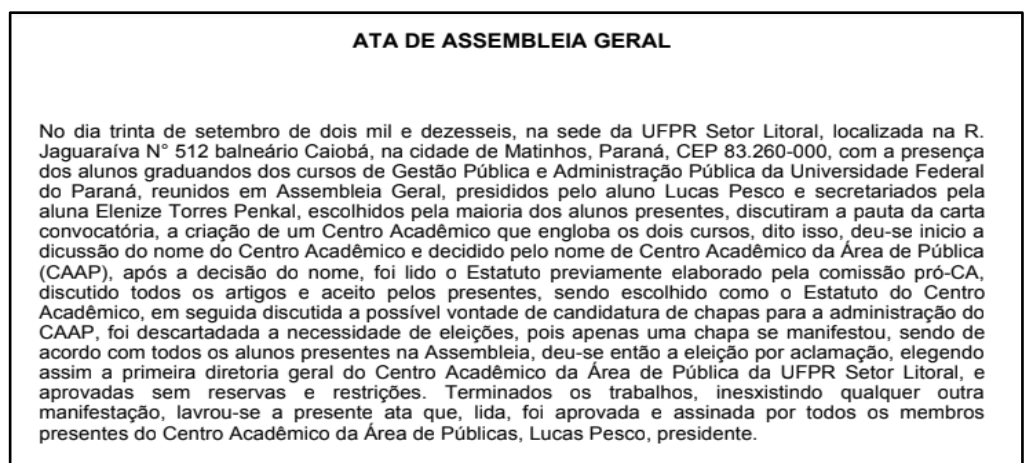 ATA DE ASSEMBLEIA GERAL
No dia trinta de setembro de dois mil e dezesseis, na sede da UFPR Setor Litoral, localizada na R.
Jaguaraíva N° 512 balneário Caiobá, na cidade de Matinhos, Paraná, CEP 83.260-000, com a presença
dos alunos graduandos dos cursos de Gestão Pública e Administração Pública da Universidade Federal
do Paraná, reunidos em Assembleia Geral, presididos pelo aluno Lucas Pesco e secretariados pela
aluna Elenize Torres Penkal, escolhidos pela maioria dos alunos presentes, discutiram a pauta da carta
convocatória, a criação de um Centro Acadêmico que engloba os dois cursos, dito isso, deu-se inicio a
dicussão do nome do Centro Acadêmico e decidido pelo nome de Centro Acadêmico da Área de Pública
(CAAP), após a decisão do nome, foi lido o Estatuto previamente elaborado pela comissão pró-CA,
discutido todos os artigos e aceito pelos presentes, sendo escolhido como o Estatuto do Centro
Acadêmico, em seguida discutida a possível vontade de candidatura de chapas para a administração do
CAAP, foi descartadada a necessidade de eleições, pois apenas uma chapa se manifestou, sendo de
acordo com todos os alunos presentes na Assembleia, deu-se então a eleição por aclamação, elegendo
assim a primeira diretoria geral do Centro Acadêmico da Área de Pública da UFPR Setor Litoral, e
aprovadas sem reservas e restrições. Terminados os trabalhos, inexistindo qualquer outra
manifestação, lavrou-se a presente ata que, lida, foi aprovada e assinada por todos os membros
presentes do Centro Acadêmico da Área de Públicas, Lucas Pesco, presidente.